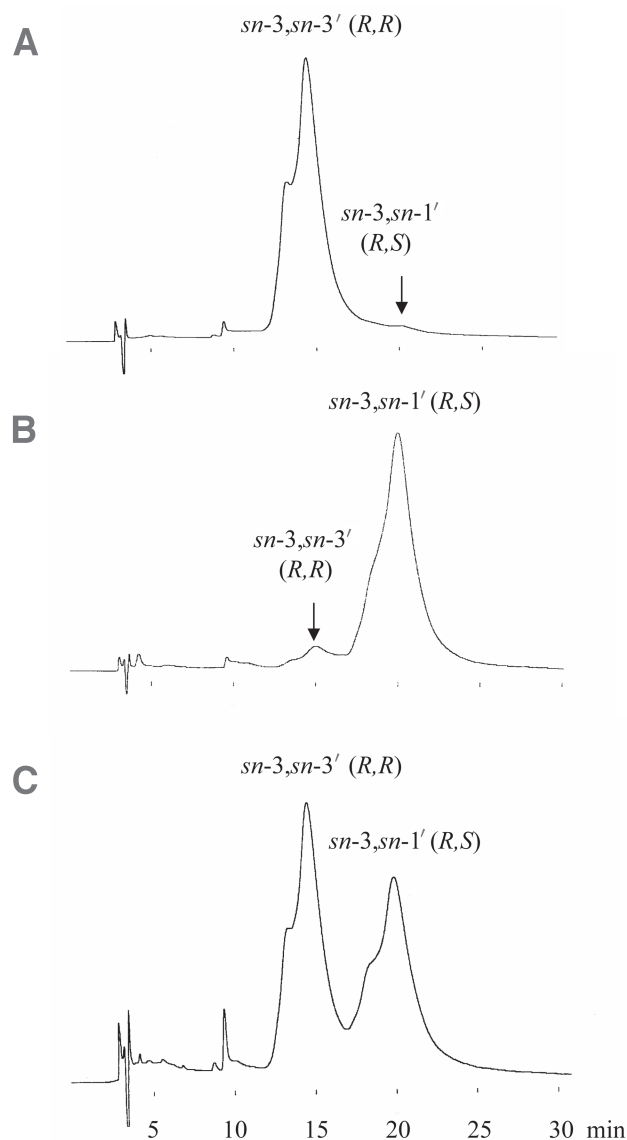 A
sn-3,sn-3′ (R,R)
sn-3,sn-1′
(R,S)
B
sn-3,sn-1′ (R,S)
sn-3,sn-3′
(R,R)
C
sn-3,sn-3′ (R,R)
sn-3,sn-1′ (R,S)
5 10 15 20 25 30 min